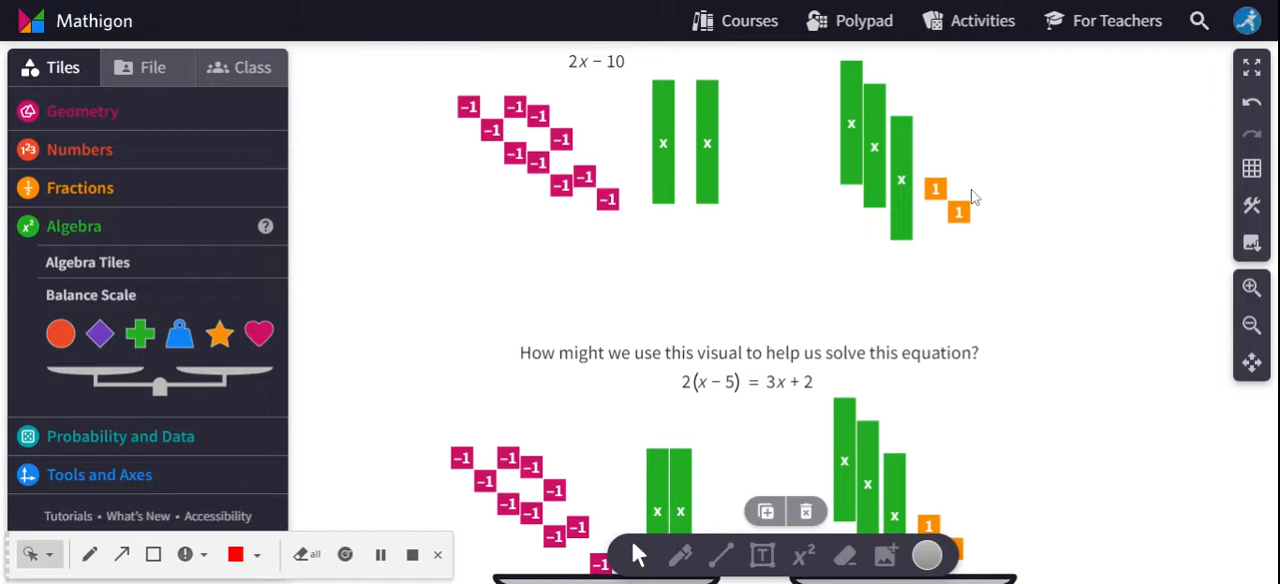 Mathigon
Courses
Polypad
Activities
For Teachers
Tiles
File
Class
Geometry
Numbers
Fractions
Algebra
?
Algebra Tiles
Balance Scale
Probability and Data
Tools and Axes
Tutorials • What's New • Accessibility
all
2x − 10
−1 −1 −1 −1 −1 −1 −1 −1 −1 −1
x x
x x x
1 1
How might we use this visual to help us solve this equation?
2(x − 5) = 3x + 2
−1 −1 −1 −1 −1 −1 −1 −1 −1 −1
x x
x x x
1
T
x²